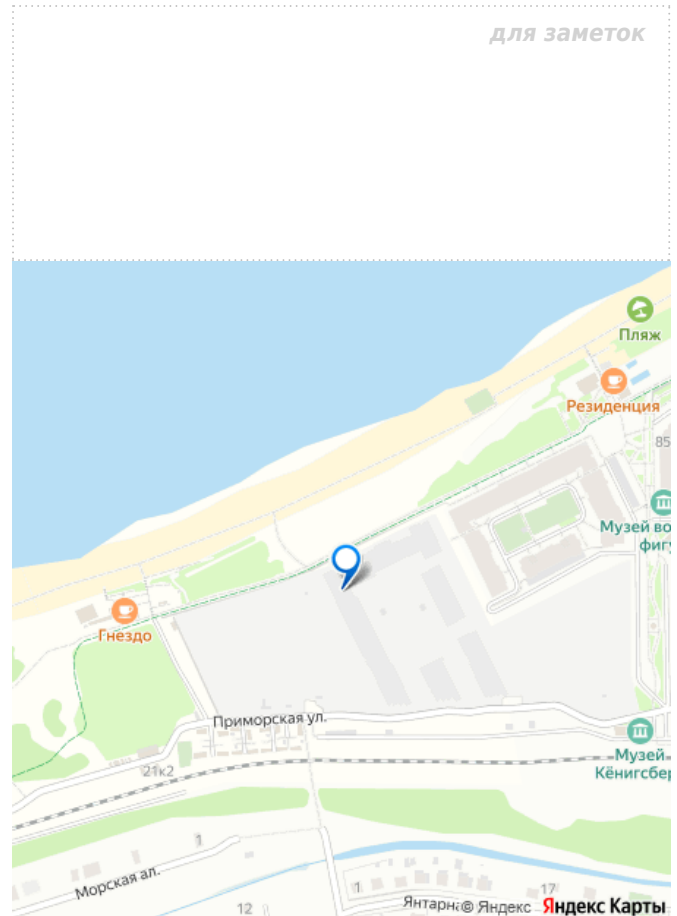 для заметок
Пляж
Резиденция
85
Музей во
фигу
Гнездо
Приморская ул.
Музей
Кёнигсбер
21к2
1
Морская ал.
1
17
12
Янтарна
© Яндекс
Яндекс Карты